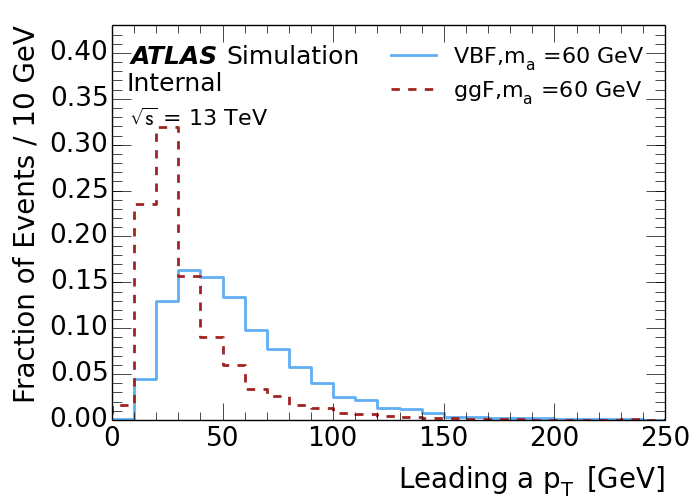 ATLAS Simulation
Internal
√s = 13 TeV
VBF,mₐ =60 GeV
ggF,mₐ =60 GeV
Fraction of Events / 10 GeV
0.40
0.35
0.30
0.25
0.20
0.15
0.10
0.05
0.00
0 50 100 150 200 250
Leading a p_T [GeV]